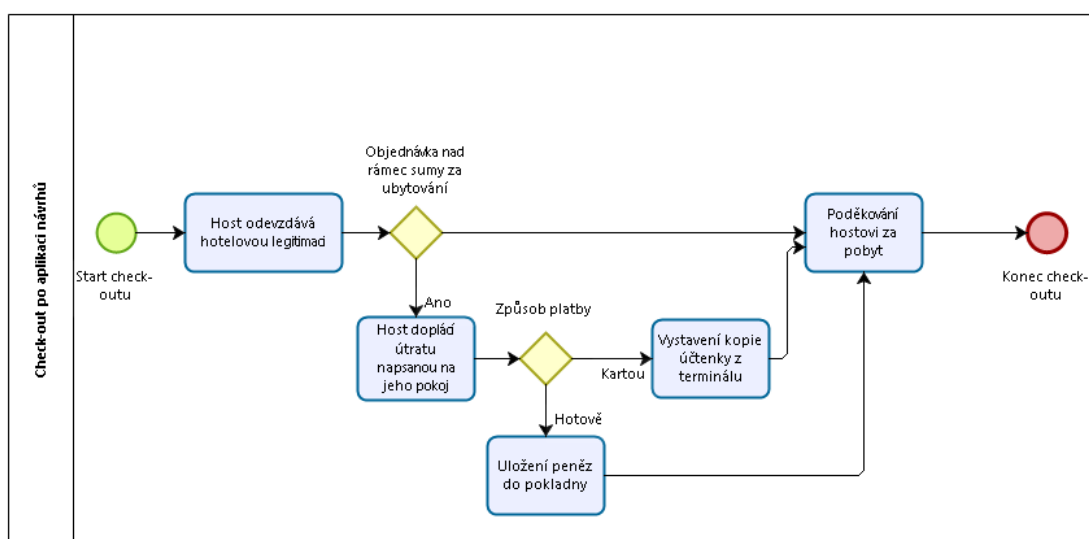 Check-out po aplikaci návrhů
Start check-
outu
Host odevzdává
hotelovou legitimaci
Objednávka nad
rámec sumy za
ubytování
Ano
Host doplácí
útratu
napsanou na
jeho pokoj
Způsob platby
Kartou
Hotově
Vystavení kopie
účtenky z
terminálu
Uložení peněz
do pokladny
Poděkování
hostovi za
pobyt
Konec check-
outu